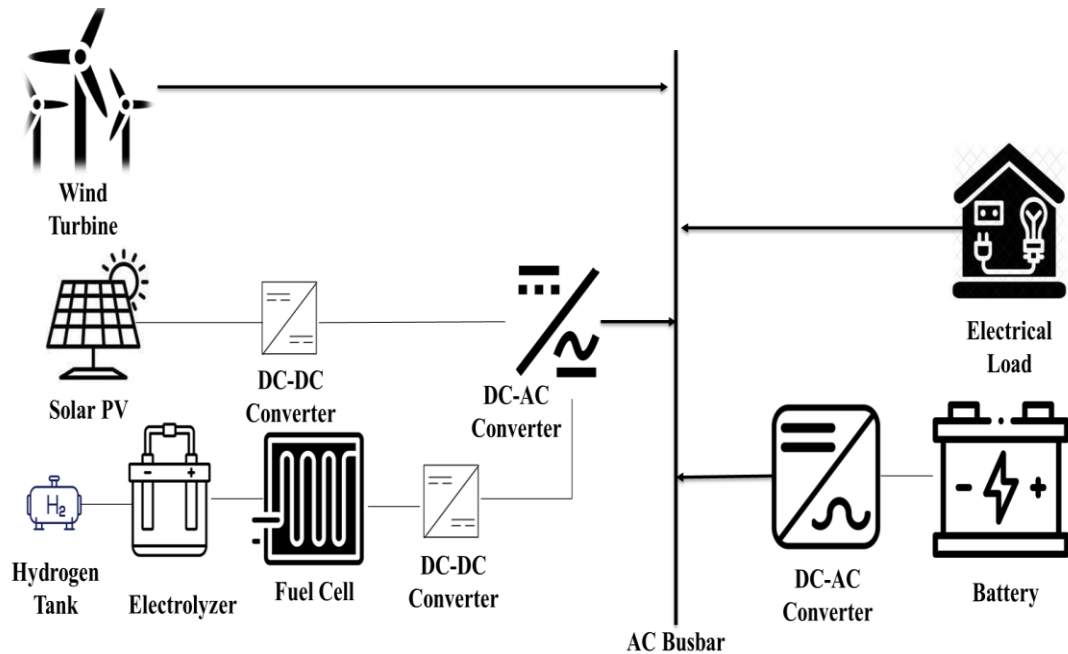 Wind
Turbine
Solar PV
DC-DC
Converter
DC-AC
Converter
H2
Hydrogen
Tank
- +
Electrolyzer
Fuel Cell
DC-DC
Converter
AC Busbar
Electrical
Load
DC-AC
Converter
- +
Battery